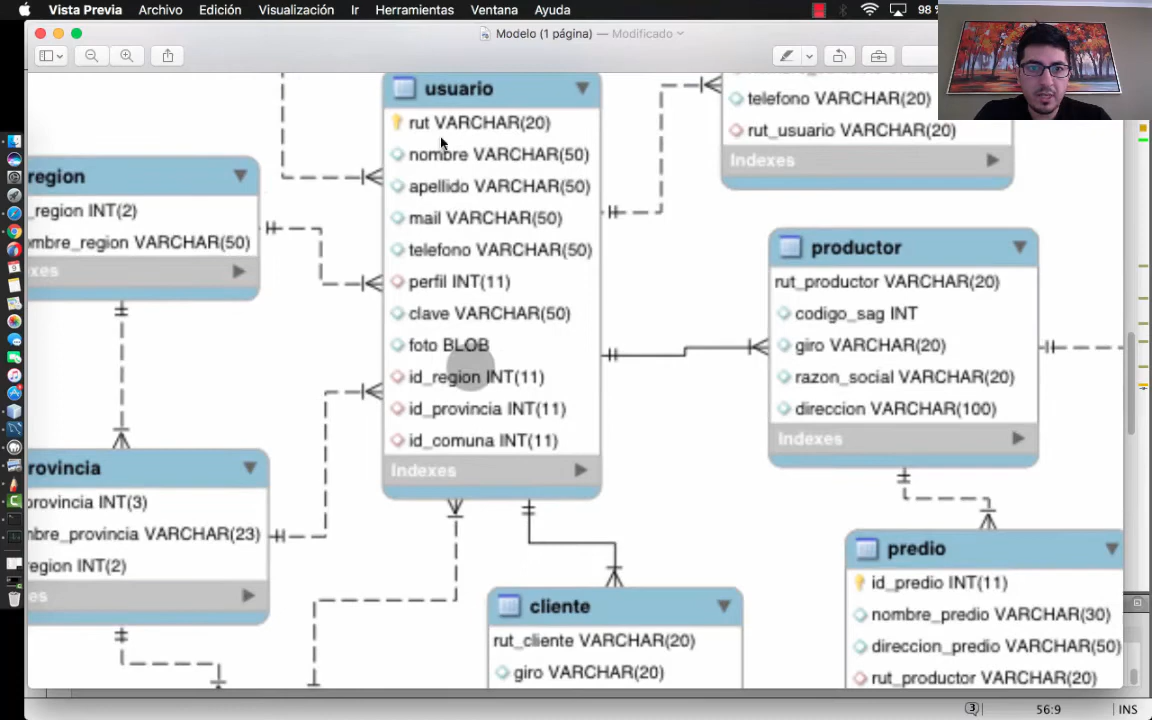 Vista Previa Archivo Edición Visualización Ir Herramientas Ventana Ayuda 98 %
Modelo (1 página) — Modificado
usuario
rut VARCHAR(20)
nombre VARCHAR(50)
apellido VARCHAR(50)
mail VARCHAR(50)
telefono VARCHAR(50)
perfil INT(11)
clave VARCHAR(50)
foto BLOB
id_region INT(11)
id_provincia INT(11)
id_comuna INT(11)
Indexes
region
_region INT(2)
ombre_region VARCHAR(50)
xes
rovincia
provincia INT(3)
mbre_provincia VARCHAR(23)
region INT(2)
es
telefono VARCHAR(20)
rut_usuario VARCHAR(20)
Indexes
productor
rut_productor VARCHAR(20)
codigo_sag INT
giro VARCHAR(20)
razon_social VARCHAR(20)
direccion VARCHAR(100)
Indexes
cliente
rut_cliente VARCHAR(20)
giro VARCHAR(20)
predio
id_predio INT(11)
nombre_predio VARCHAR(30)
direccion_predio VARCHAR(50)
rut_productor VARCHAR(20)
3 56:9 INS